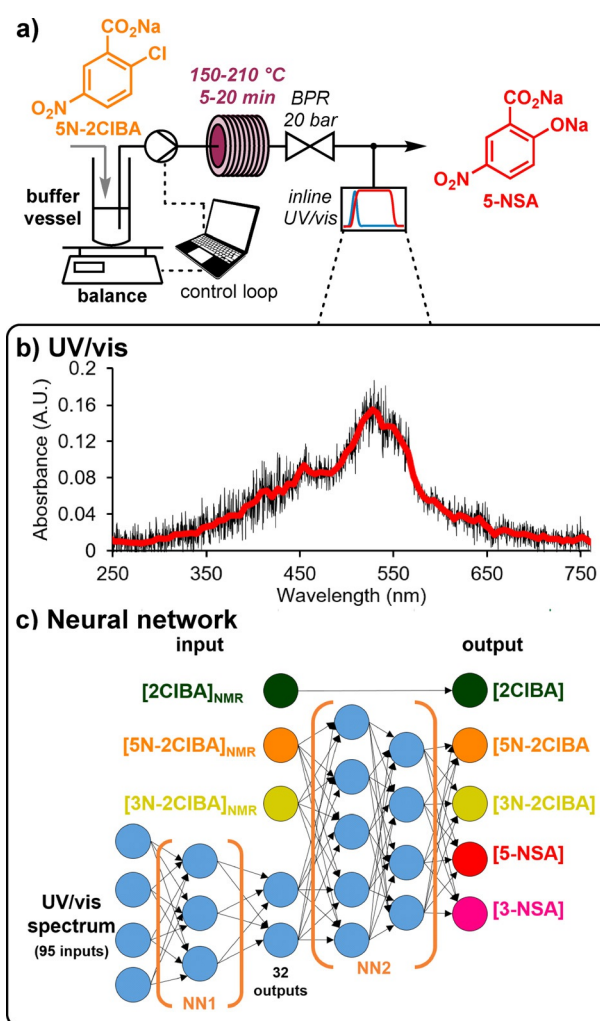 a)
CO₂Na
Cl
O₂N
5N-2ClBA
150-210 °C
5-20 min
BPR
20 bar
CO₂Na
ONa
O₂N
5-NSA
buffer
vessel
inline
UV/vis
balance
control loop
b) UV/vis
Abosrbance (A.U.)
0.2
0.16
0.12
0.08
0.04
0
250
350
450
550
650
750
Wavelength (nm)
c) Neural network
input
output
[2ClBA]NMR
[2ClBA]
[5N-2ClBA]NMR
[5N-2ClBA
[3N-2ClBA]NMR
[3N-2ClBA]
[5-NSA]
[3-NSA]
UV/vis
spectrum
(95 inputs)
NN1
32
outputs
NN2